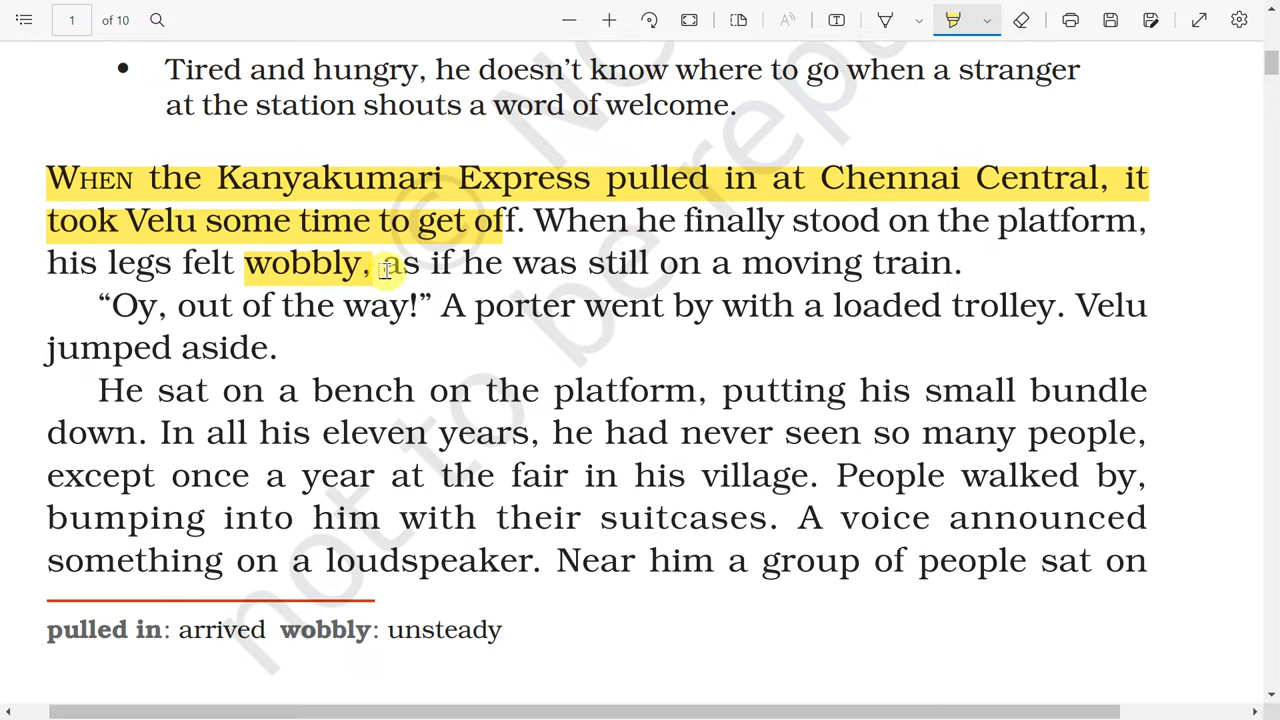 1 of 10
• Tired and hungry, he doesn't know where to go when a stranger
at the station shouts a word of welcome.
WHEN the Kanyakumari Express pulled in at Chennai Central, it
took Velu some time to get off. When he finally stood on the platform,
his legs felt wobbly, as if he was still on a moving train.
“Oy, out of the way!” A porter went by with a loaded trolley. Velu
jumped aside.
He sat on a bench on the platform, putting his small bundle
down. In all his eleven years, he had never seen so many people,
except once a year at the fair in his village. People walked by,
bumping into him with their suitcases. A voice announced
something on a loudspeaker. Near him a group of people sat on
pulled in: arrived wobbly: unsteady
© N
not to be repu